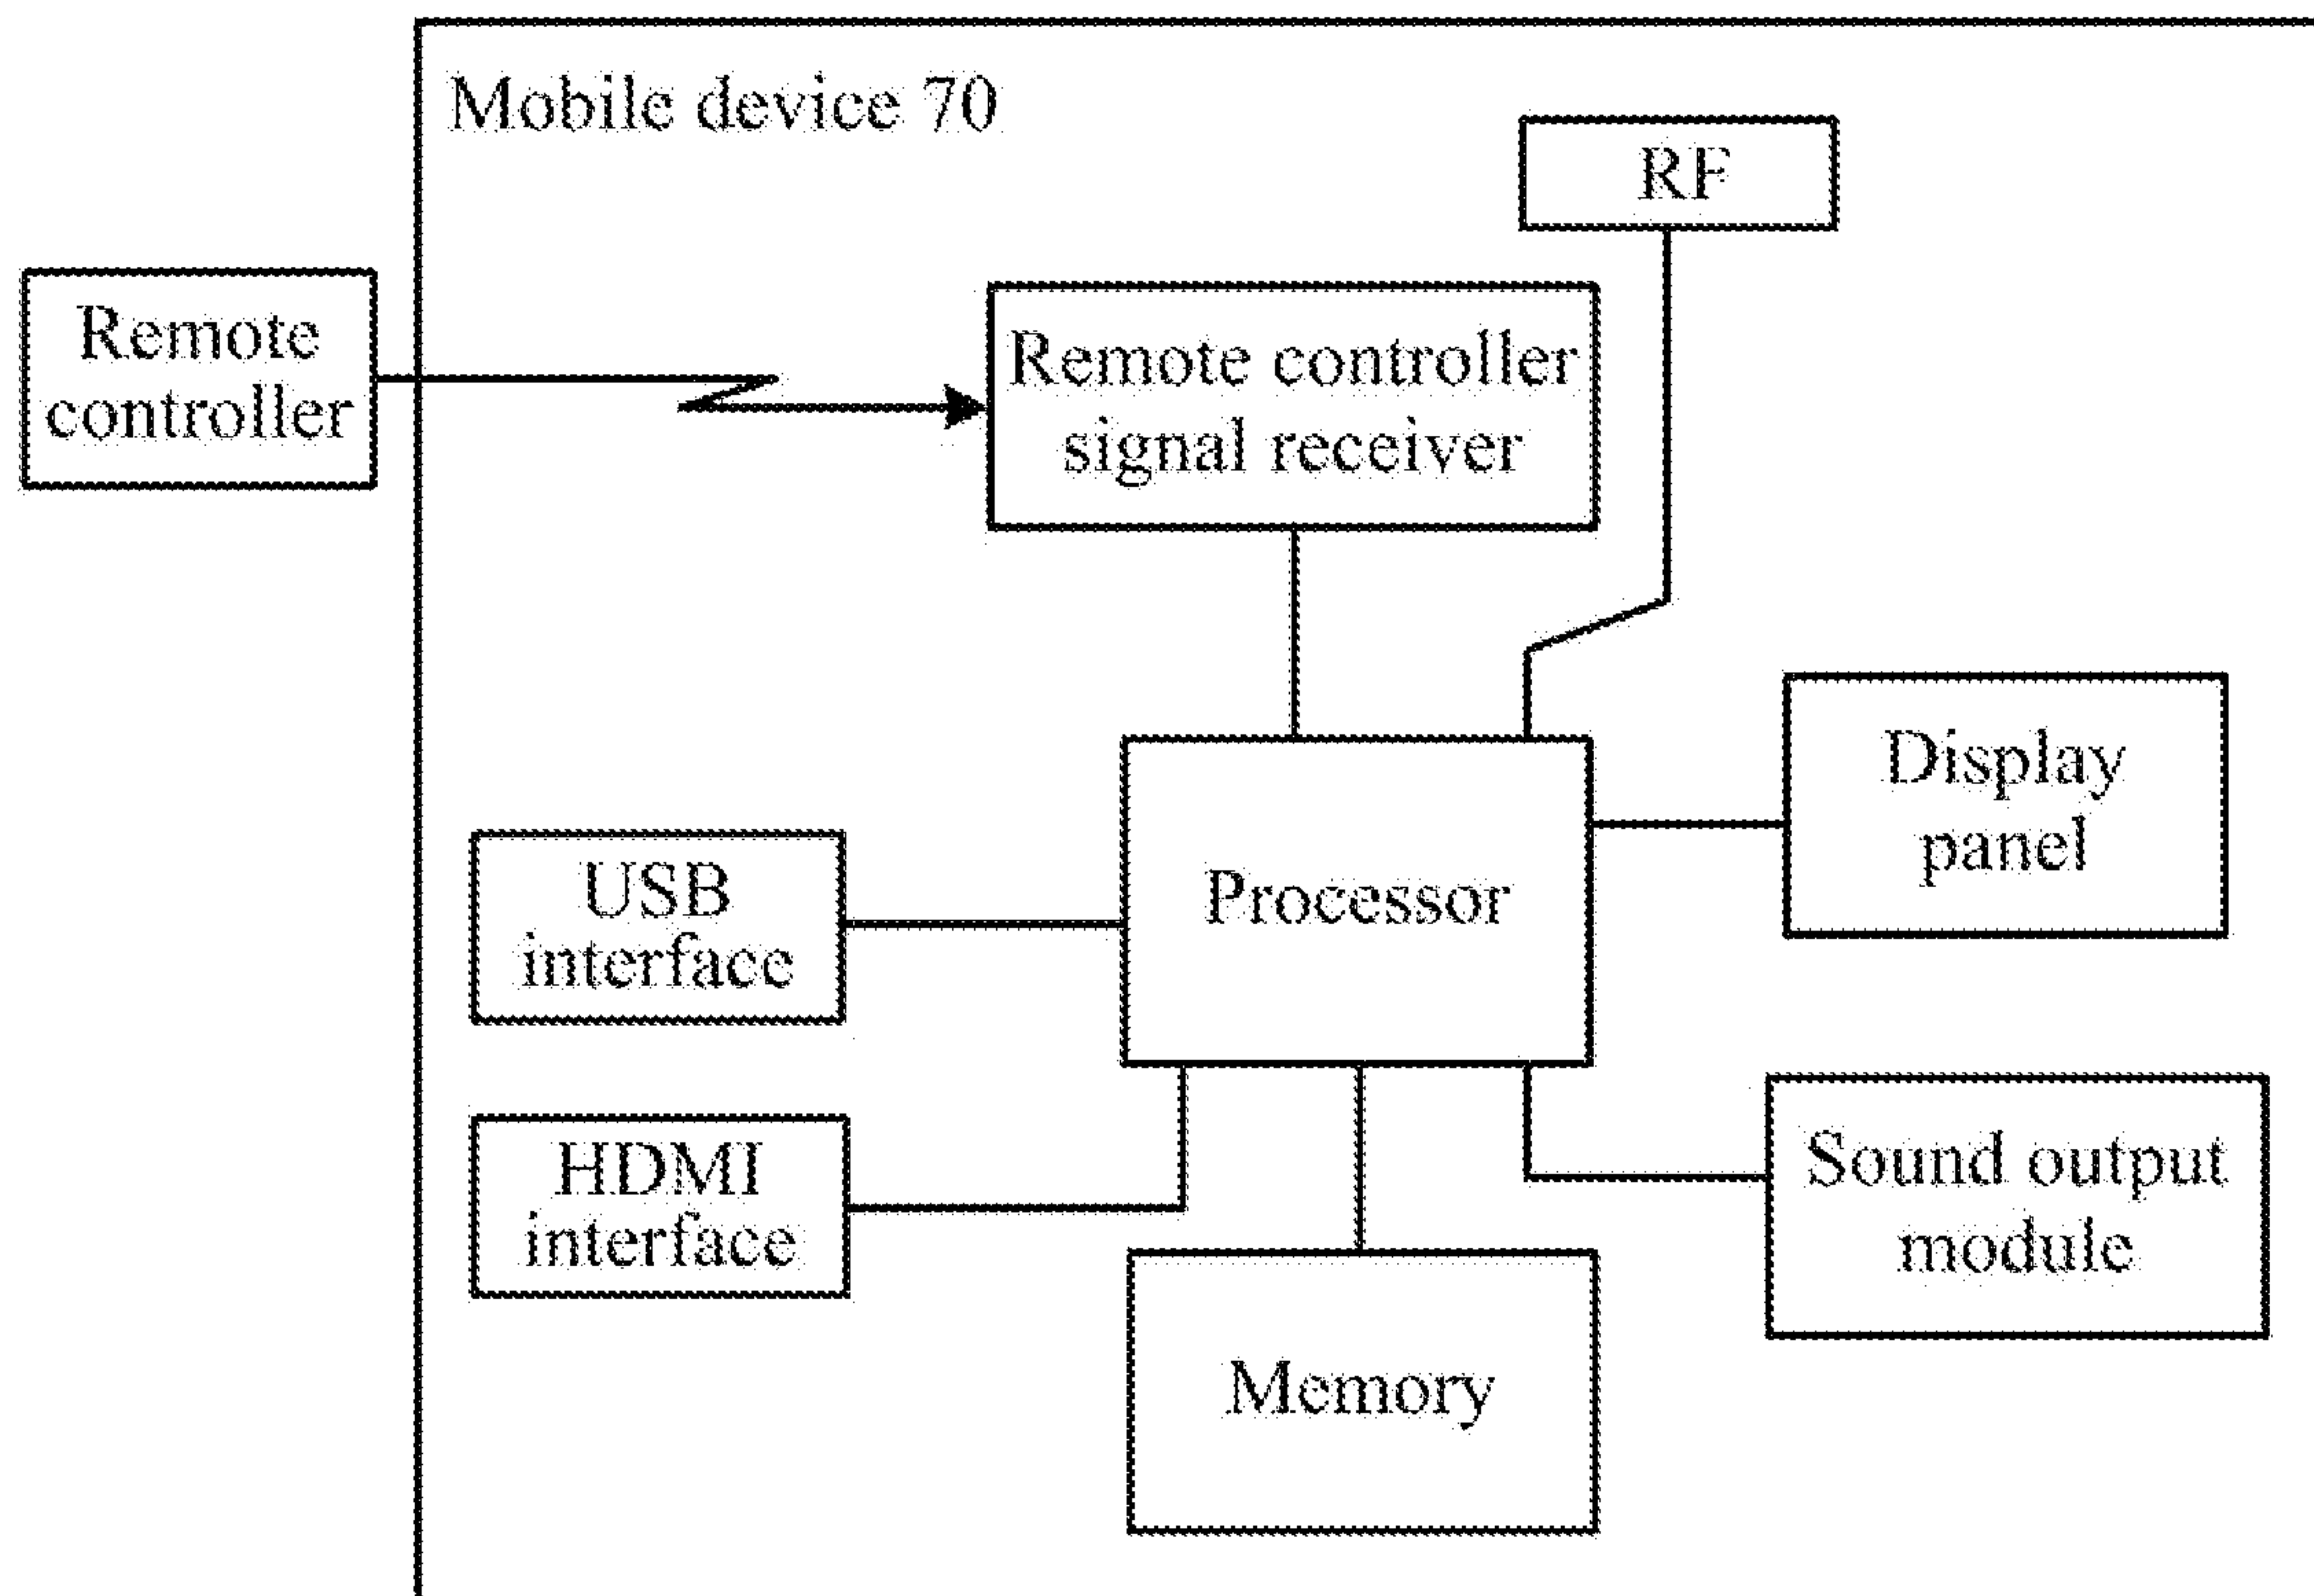 Mobile device 70
RF
Remote
controller
Remote controller
signal receiver
Display
panel
USB
interface
Processor
HDMI
interface
Sound output
module
Memory